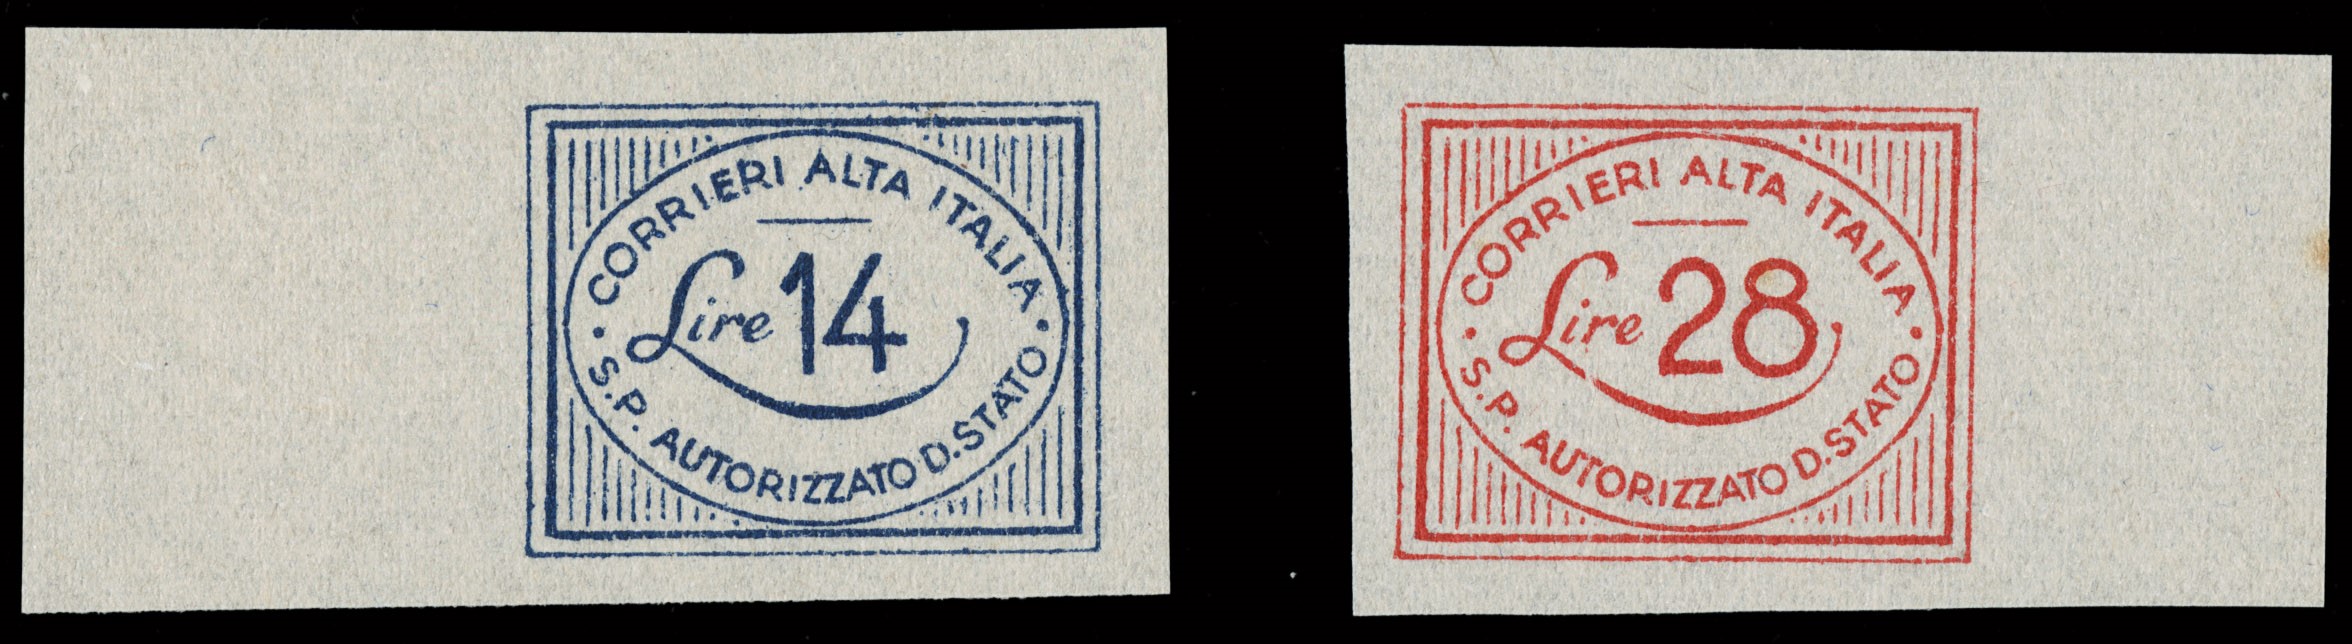 CORRIERI ALTA ITALIA
Lire 14
S.P. AUTORIZZATO D.STATO
CORRIERI ALTA ITALIA
Lire 28
S.P. AUTORIZZATO D.STATO